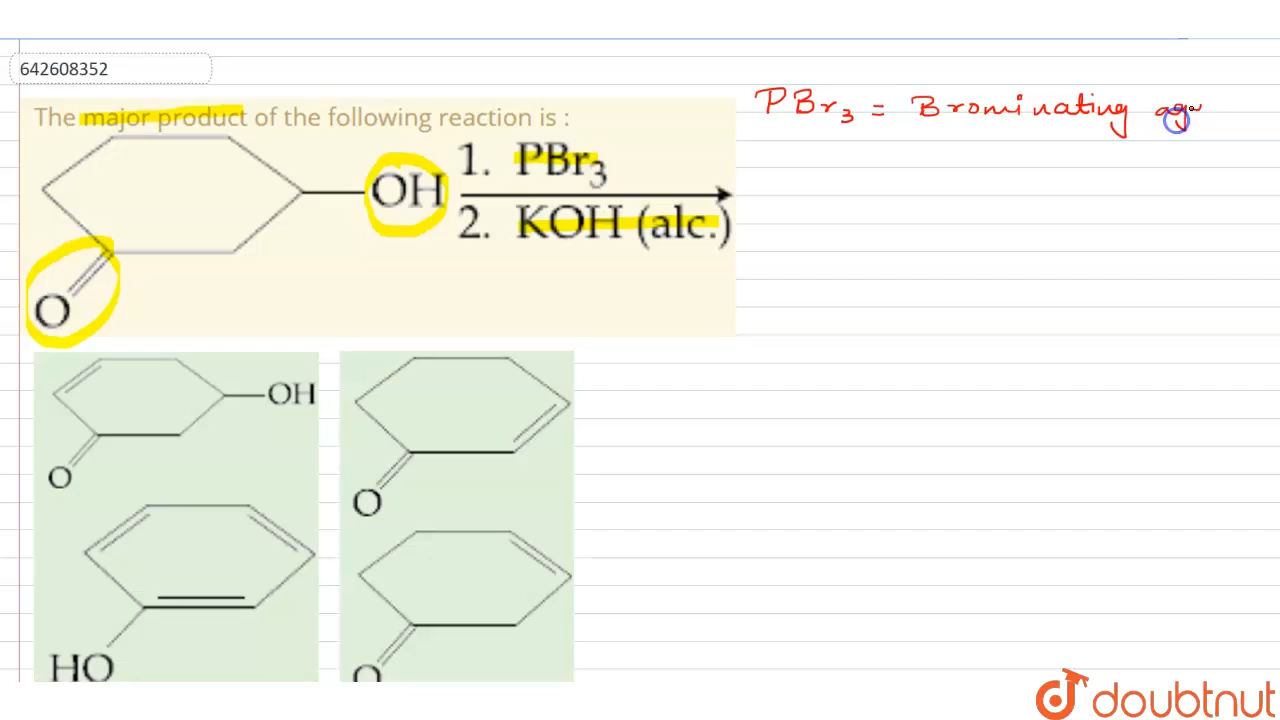 642608352
The major product of the following reaction is :
PBr3 = Brominating ag
OH
1. PBr3
2. KOH (alc.)
O
OH
O
O
HO
O
doubtnut